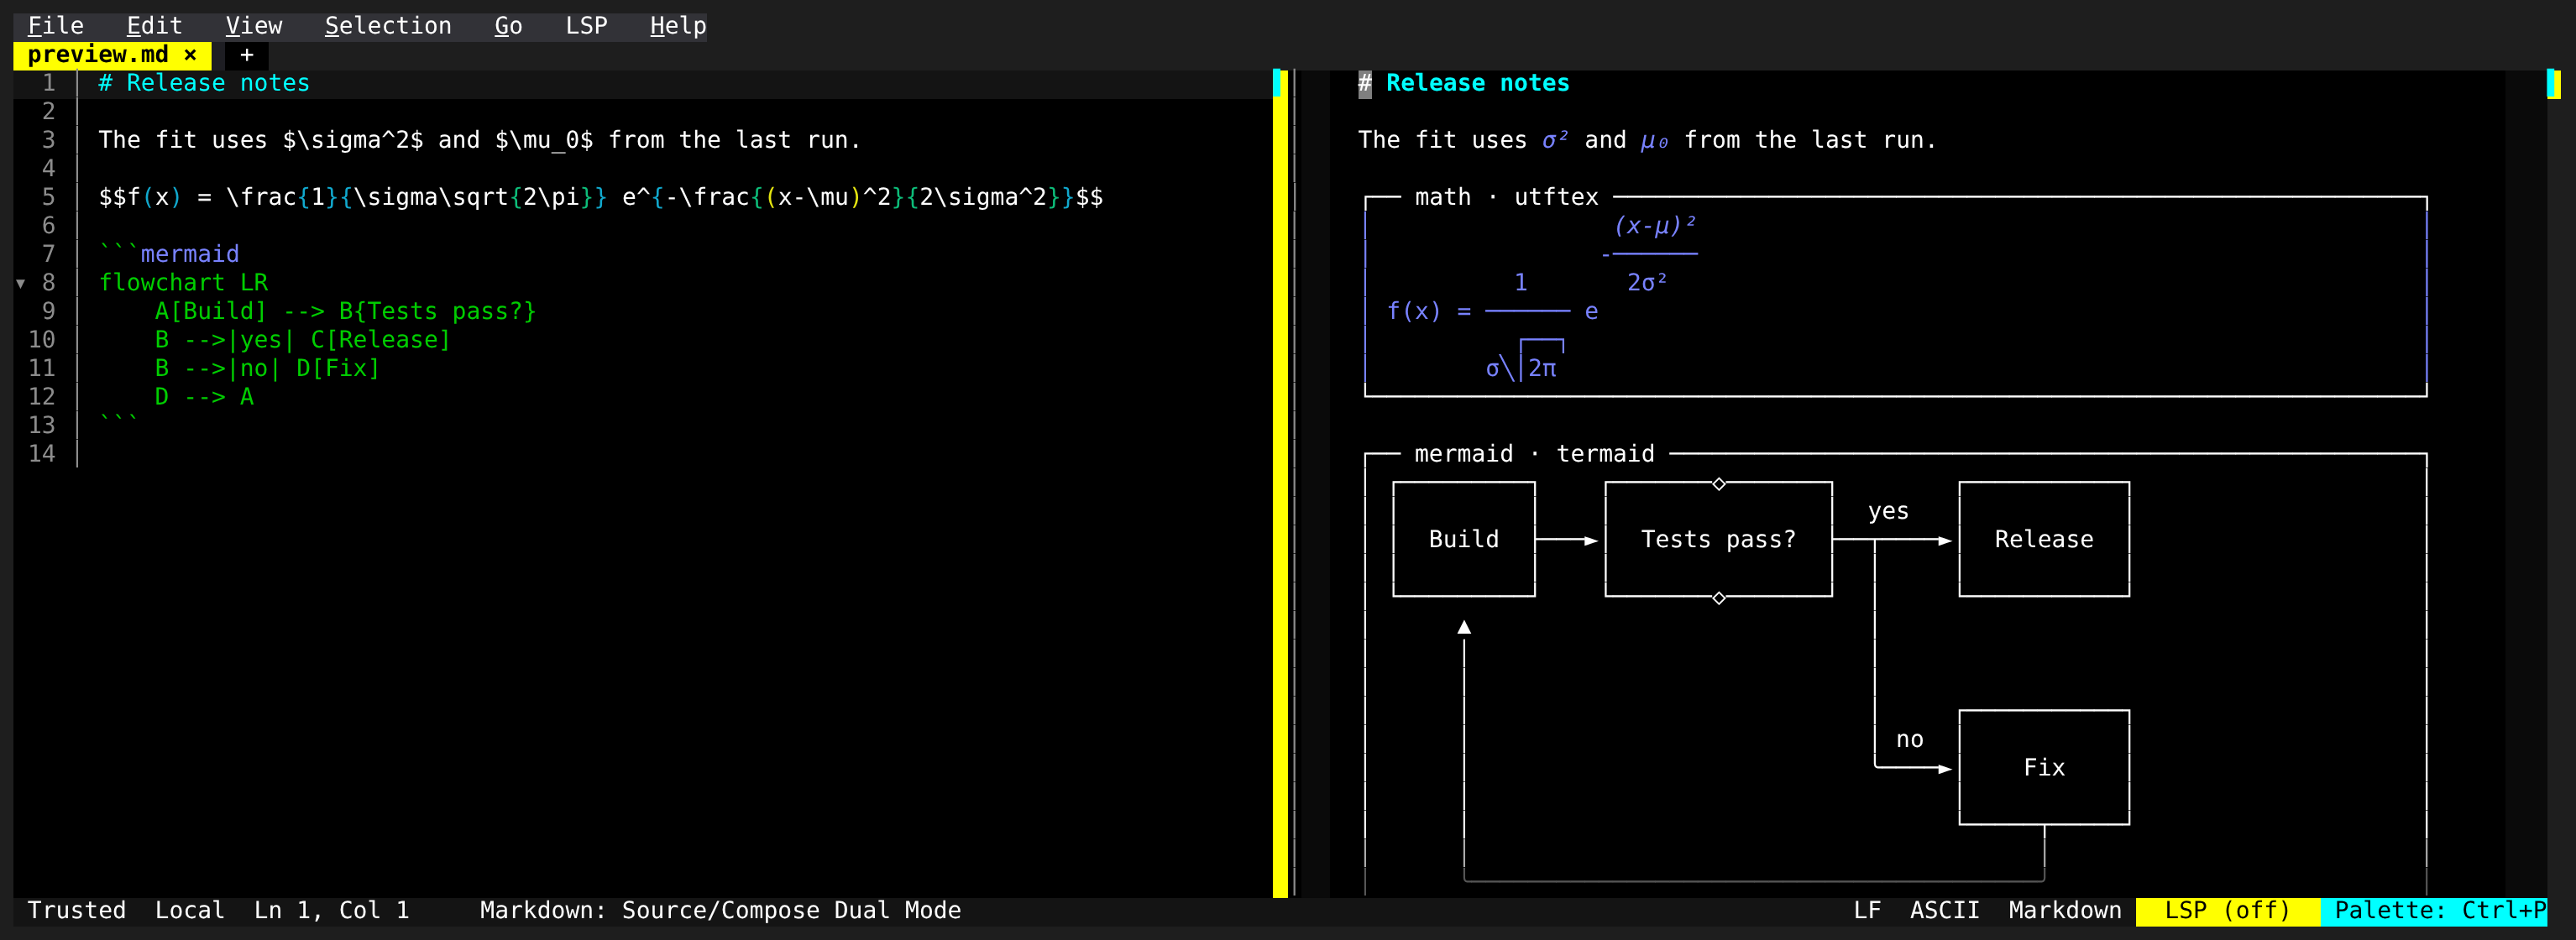 File Edit View Selection Go LSP Help
preview.md × +
1 # Release notes
2
3 The fit uses $\sigma^2$ and $\mu_0$ from the last run.
4
5 $$f(x) = \frac{1}{\sigma\sqrt{2\pi}} e^{-\frac{(x-\mu)^2}{2\sigma^2}}$$
6
7 ```mermaid
▾ 8 flowchart LR
9     A[Build] --> B{Tests pass?}
10     B -->|yes| C[Release]
11     B -->|no| D[Fix]
12     D --> A
13 ```
14
# Release notes
The fit uses σ² and μ₀ from the last run.
math · utftex
(x-μ)²
-
1 2σ²
f(x) = e
σ\|2π
mermaid · termaid
yes
Build Tests pass? Release
no
Fix
Trusted Local Ln 1, Col 1 Markdown: Source/Compose Dual Mode LF ASCII Markdown LSP (off) Palette: Ctrl+P